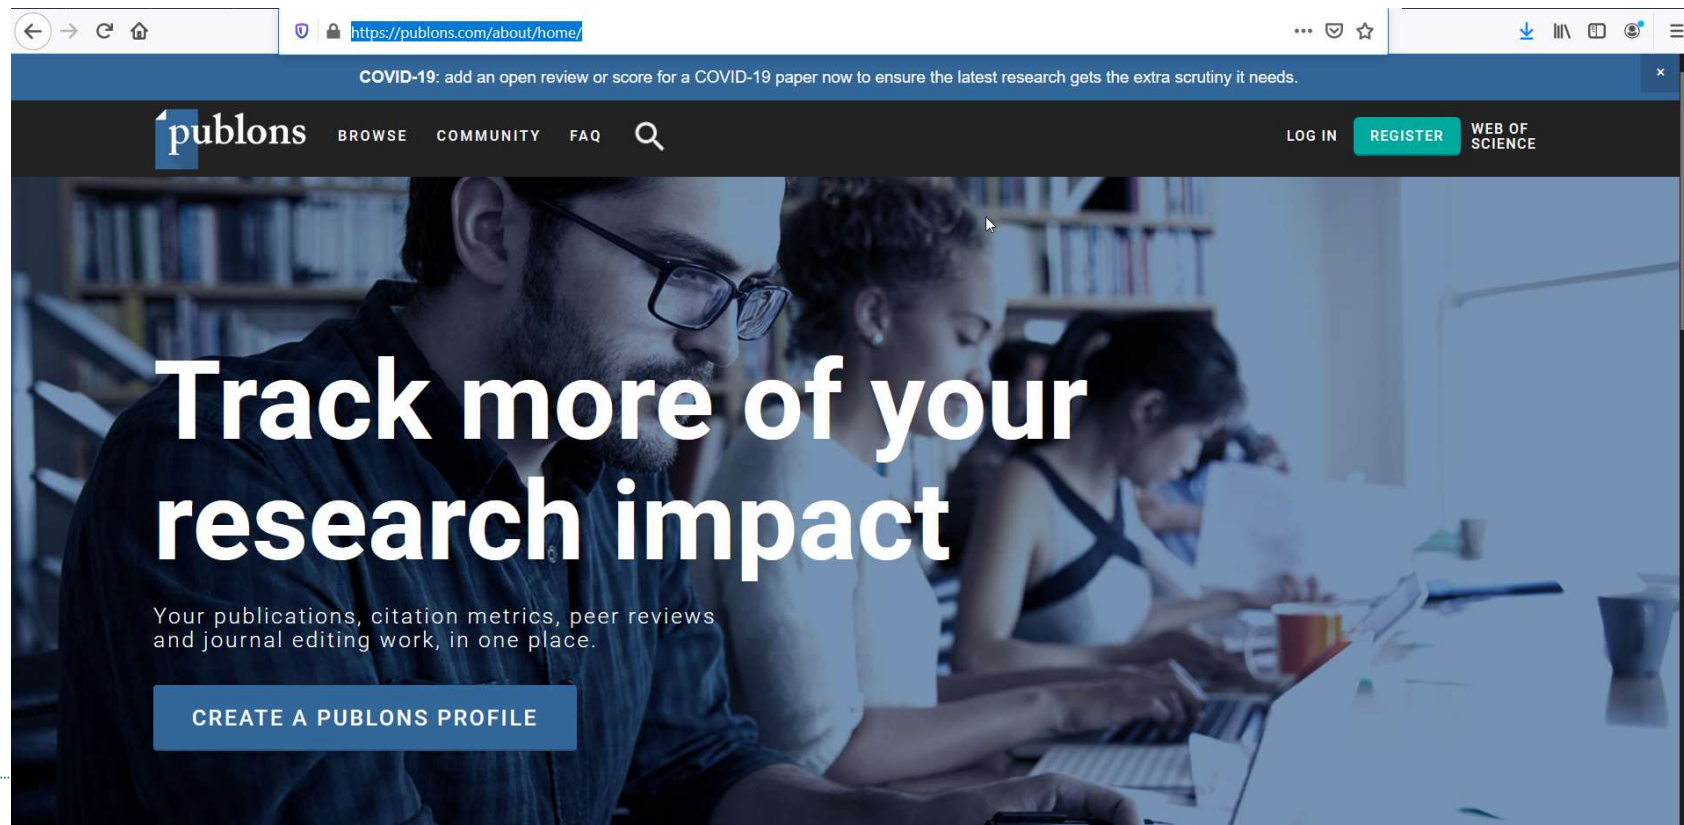 https://publons.com/about/home/
COVID-19: add an open review or score for a COVID-19 paper now to ensure the latest research gets the extra scrutiny it needs.
×
publons
BROWSE COMMUNITY FAQ
LOG IN REGISTER WEB OF
SCIENCE
Track more of your
research impact
Your publications, citation metrics, peer reviews
and journal editing work, in one place.
CREATE A PUBLONS PROFILE